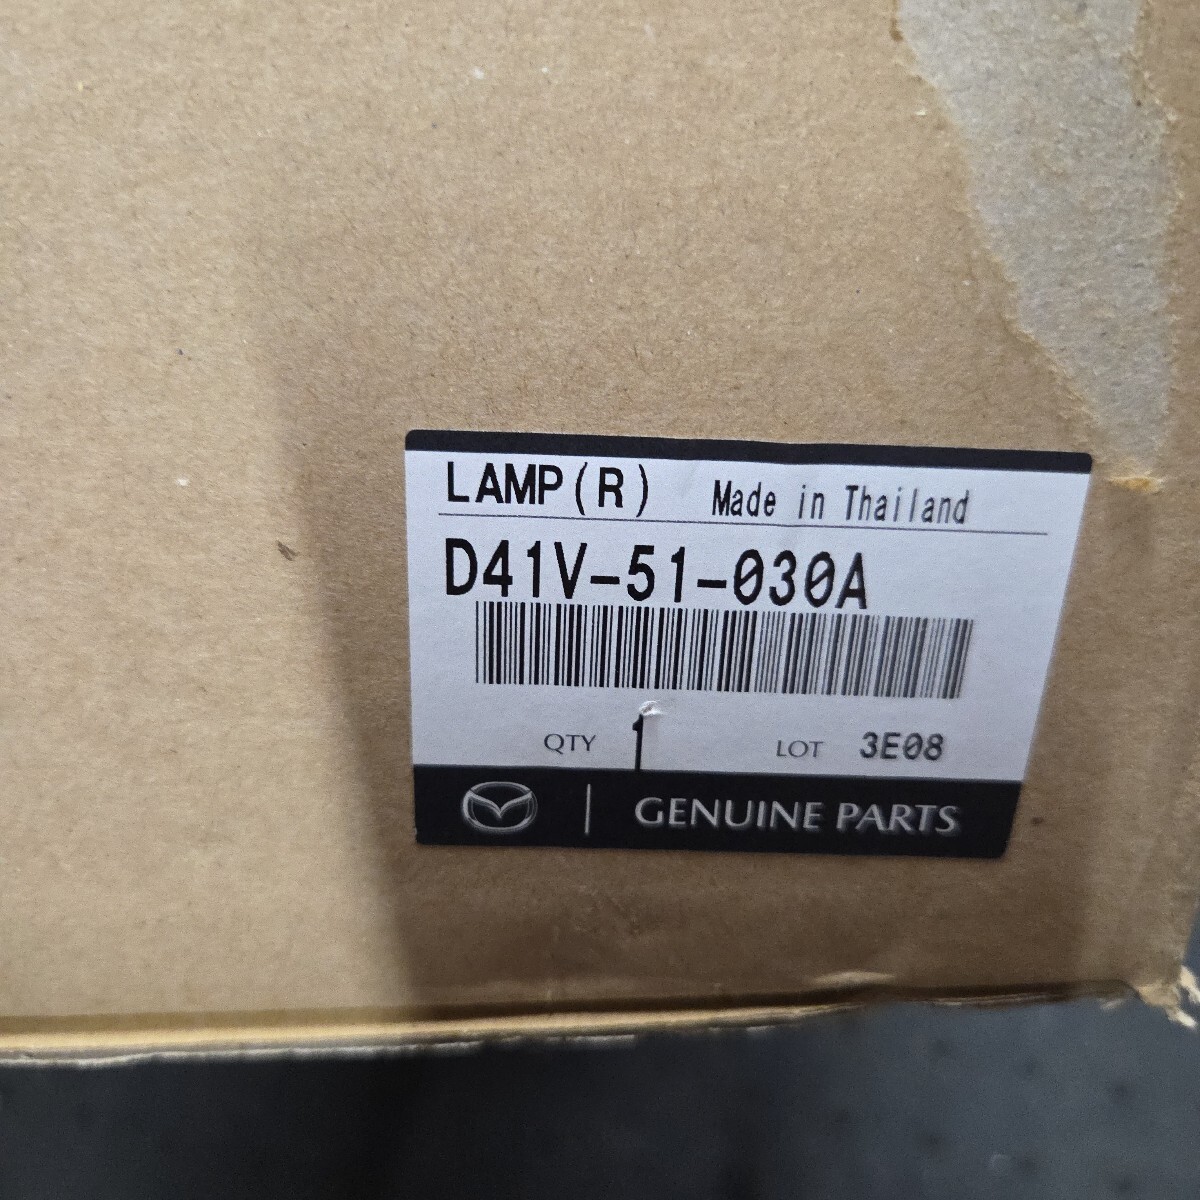 LAMP(R) Made in Thailand
D41V-51-030A
QTY 1 LOT 3E08
GENUINE PARTS